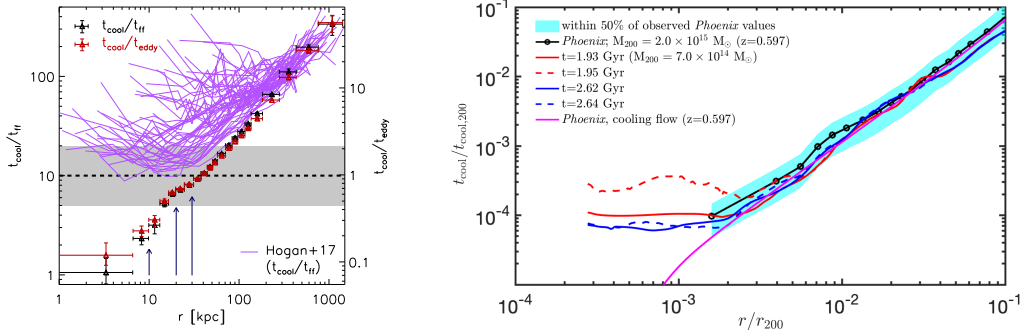 t_cool/t_ff
t_cool/t_eddy
100
10
1
t_cool/t_ff
10
1
0.1
t_cool/t_eddy
Hogan+17
(t_cool/t_ff)
1 10 100 1000
r [kpc]
within 50% of observed Phoenix values
Phoenix; M_200 = 2.0 × 10^15 M_⊙ (z=0.597)
t=1.93 Gyr (M_200 = 7.0 × 10^14 M_⊙)
t=1.95 Gyr
t=2.62 Gyr
t=2.64 Gyr
Phoenix, cooling flow (z=0.597)
10^-1
10^-2
10^-3
10^-4
t_cool/t_cool,200
10^-4 10^-3 10^-2 10^-1
r/r_200